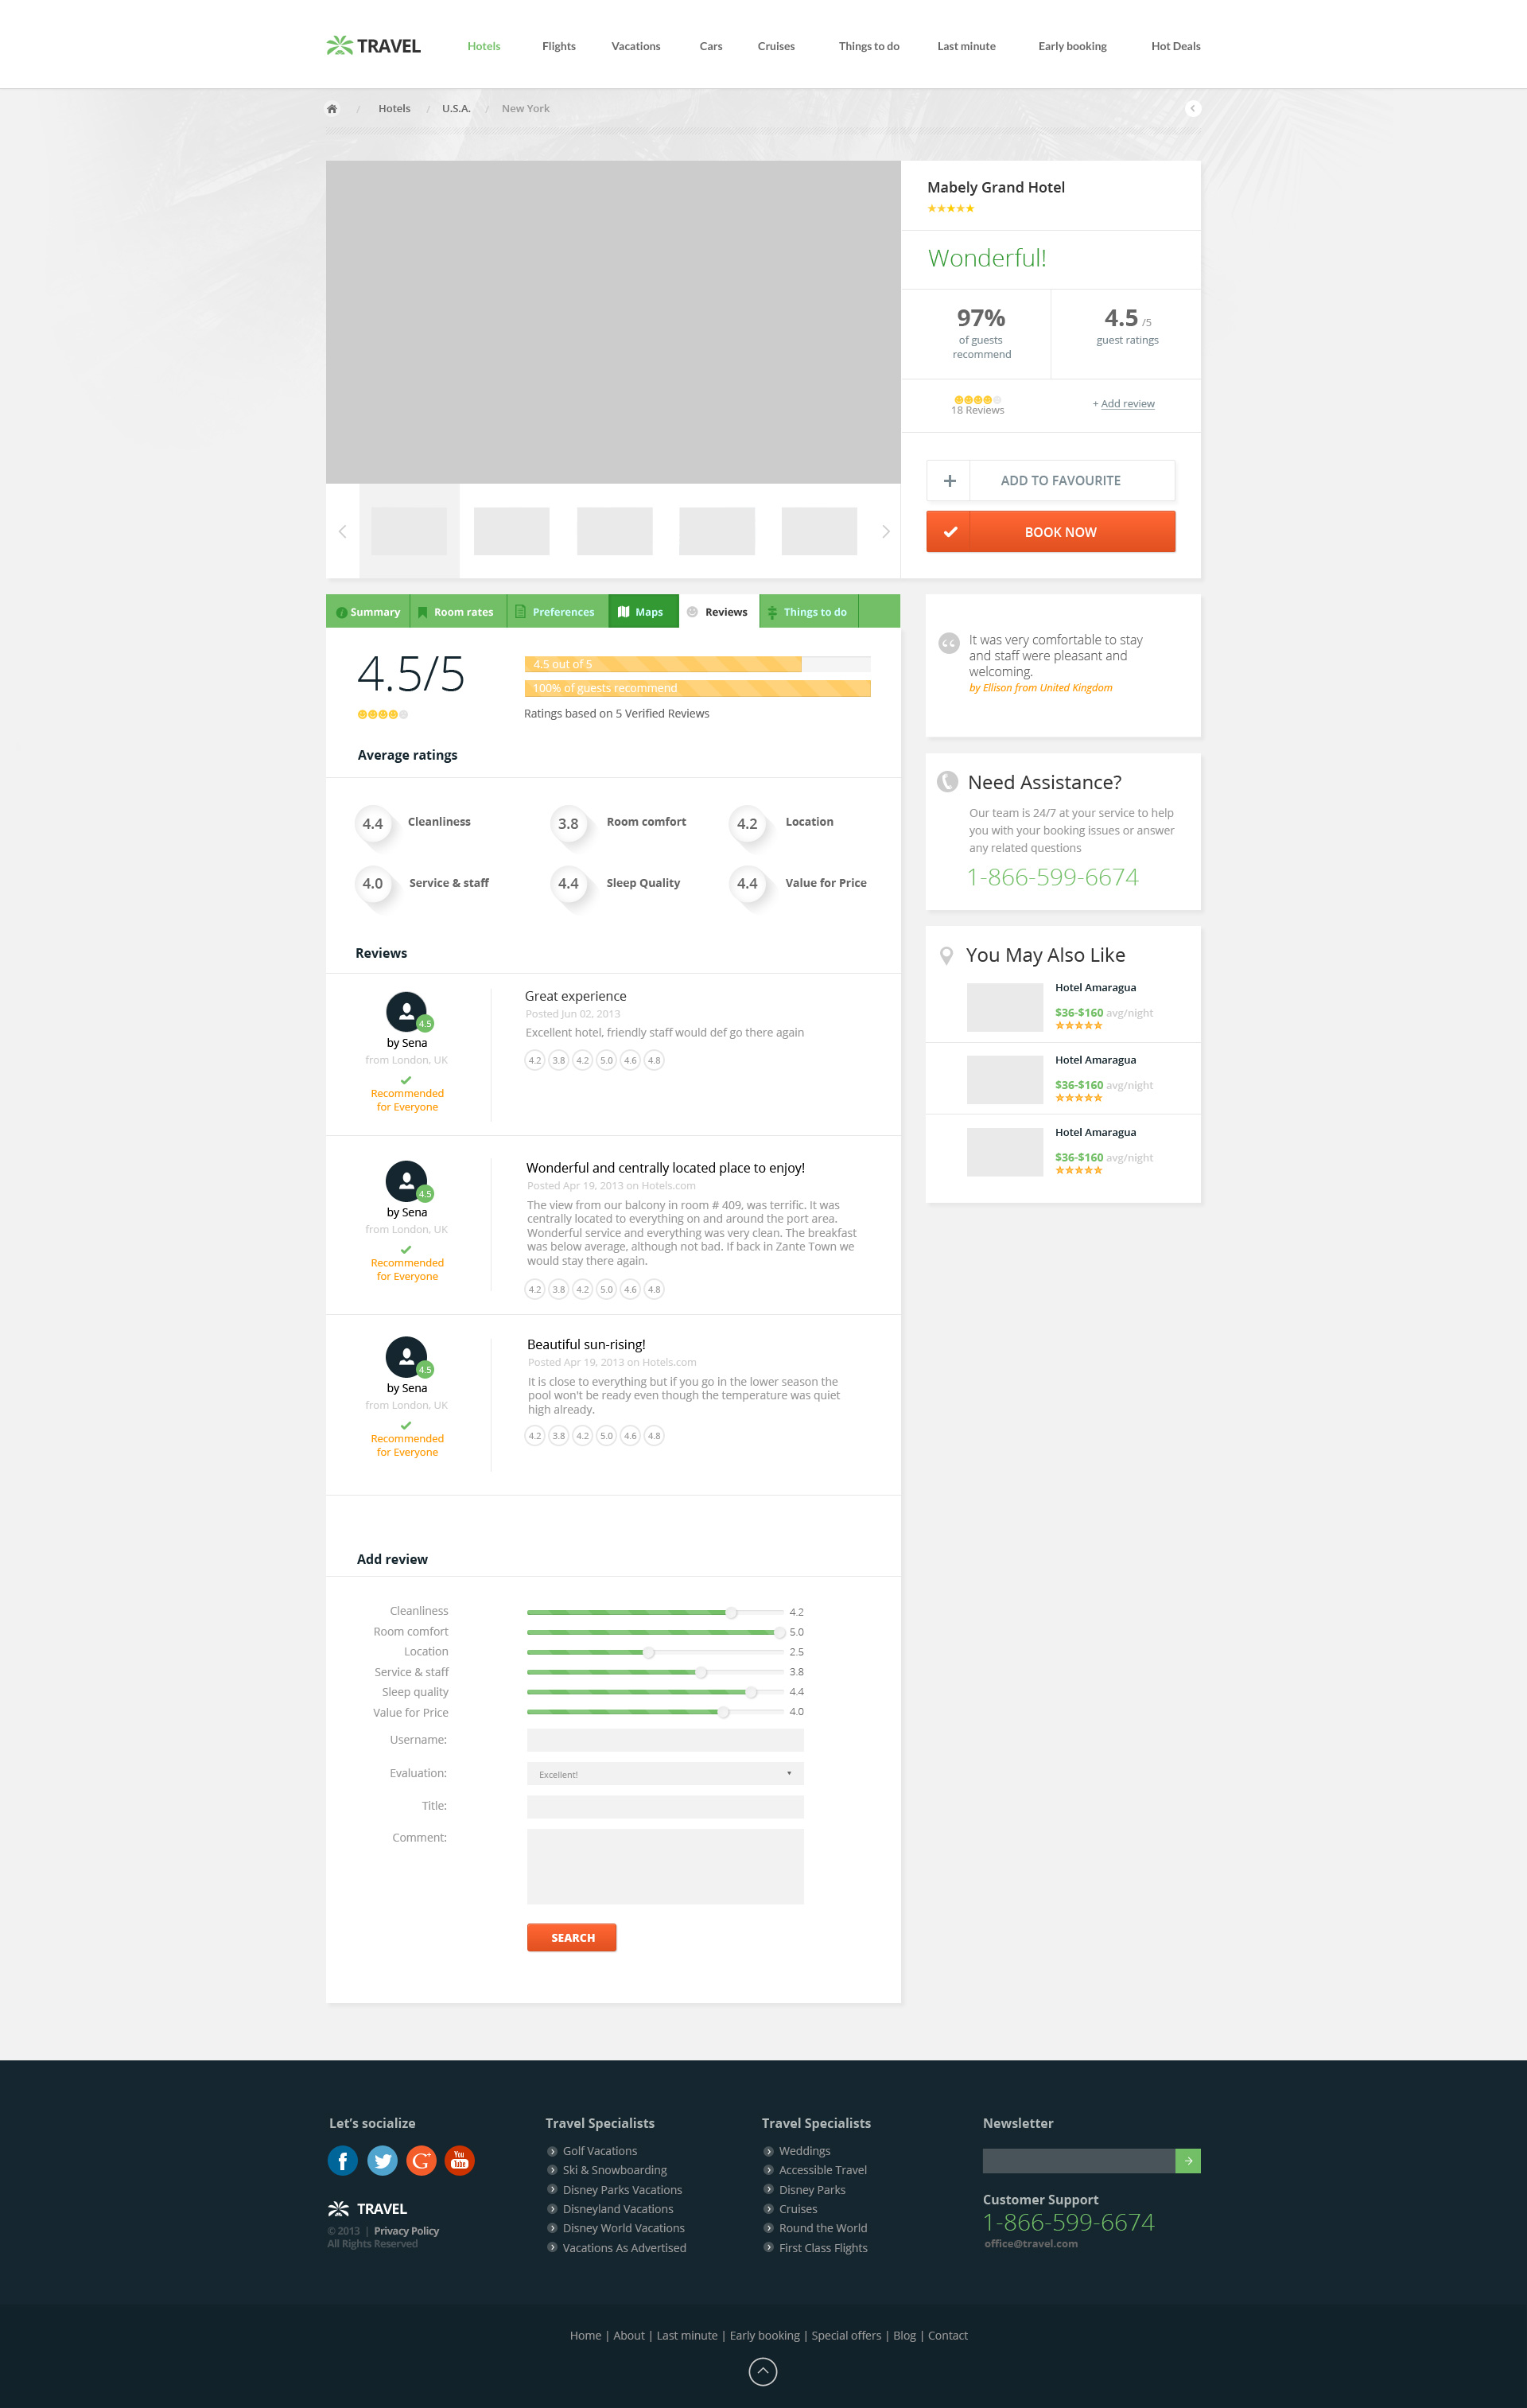 TRAVEL
Hotels Flights Vacations Cars Cruises Things to do Last minute Early booking Hot Deals
/ Hotels / U.S.A. / New York
Mabely Grand Hotel
Wonderful!
97%
of guests
recommend
4.5 /5
guest ratings
18 Reviews
+ Add review
ADD TO FAVOURITE
BOOK NOW
Summary Room rates Preferences Maps Reviews Things to do
4.5/5
4.5 out of 5
100% of guests recommend
Ratings based on 5 Verified Reviews
Average ratings
4.4 Cleanliness 3.8 Room comfort 4.2 Location
4.0 Service & staff 4.4 Sleep Quality 4.4 Value for Price
Reviews
4.5
by Sena
from London, UK
Recommended
for Everyone
Great experience
Posted Jun 02, 2013
Excellent hotel, friendly staff would def go there again
4.2 3.8 4.2 5.0 4.6 4.8
4.5
by Sena
from London, UK
Recommended
for Everyone
Wonderful and centrally located place to enjoy!
Posted Apr 19, 2013 on Hotels.com
The view from our balcony in room # 409, was terrific. It was
centrally located to everything on and around the port area.
Wonderful service and everything was very clean. The breakfast
was below average, although not bad. If back in Zante Town we
would stay there again.
4.2 3.8 4.2 5.0 4.6 4.8
4.5
by Sena
from London, UK
Recommended
for Everyone
Beautiful sun-rising!
Posted Apr 19, 2013 on Hotels.com
It is close to everything but if you go in the lower season the
pool won't be ready even though the temperature was quiet
high already.
4.2 3.8 4.2 5.0 4.6 4.8
Add review
Cleanliness 4.2
Room comfort 5.0
Location 2.5
Service & staff 3.8
Sleep quality 4.4
Value for Price 4.0
Username:
Evaluation: Excellent!
Title:
Comment:
SEARCH
It was very comfortable to stay
and staff were pleasant and
welcoming.
by Ellison from United Kingdom
Need Assistance?
Our team is 24/7 at your service to help
you with your booking issues or answer
any related questions
1-866-599-6674
You May Also Like
Hotel Amaragua
$36-$160 avg/night
Hotel Amaragua
$36-$160 avg/night
Hotel Amaragua
$36-$160 avg/night
Let's socialize
You
Tube
TRAVEL
© 2013 | Privacy Policy
All Rights Reserved
Travel Specialists
Golf Vacations
Ski & Snowboarding
Disney Parks Vacations
Disneyland Vacations
Disney World Vacations
Vacations As Advertised
Travel Specialists
Weddings
Accessible Travel
Disney Parks
Cruises
Round the World
First Class Flights
Newsletter
Customer Support
1-866-599-6674
office@travel.com
Home | About | Last minute | Early booking | Special offers | Blog | Contact